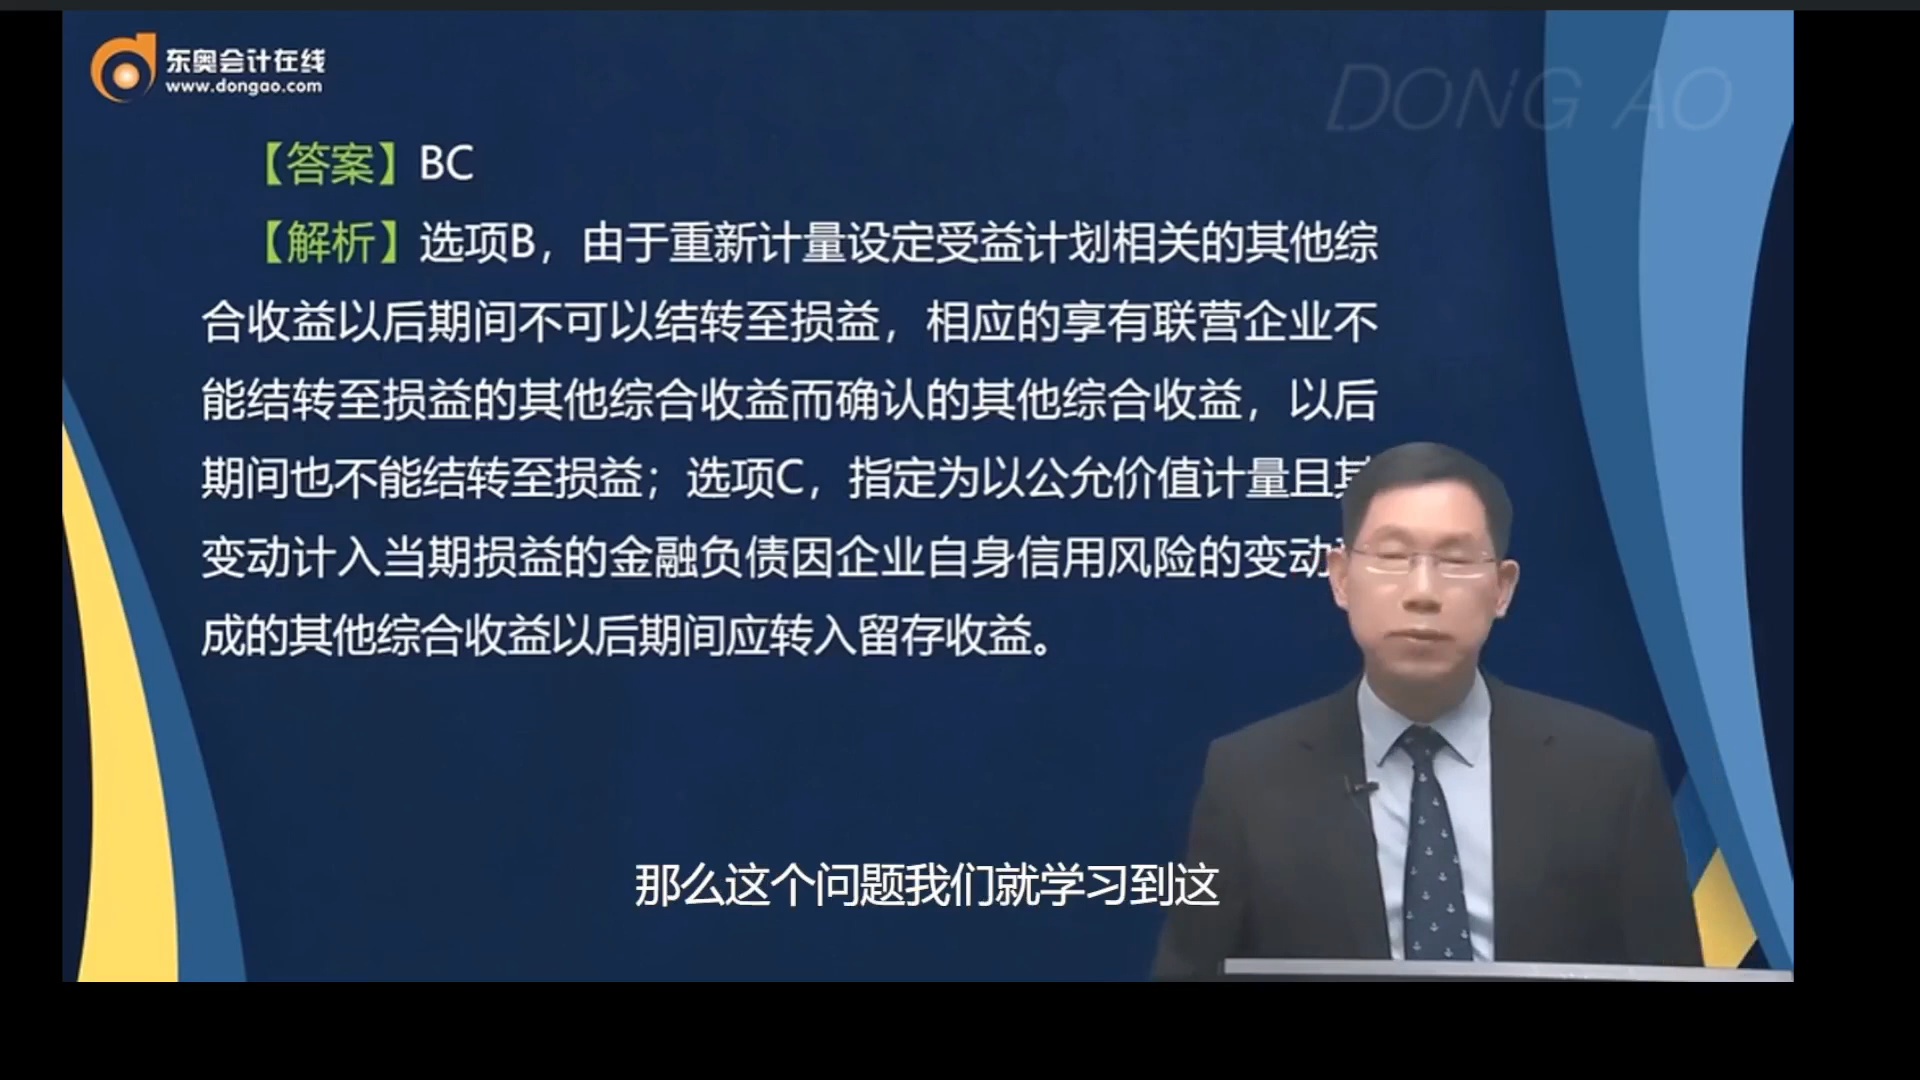 东奥会计在线
www.dongao.com
DONG AO
【答案】BC
【解析】选项B，由于重新计量设定受益计划相关的其他综
合收益以后期间不可以结转至损益，相应的享有联营企业不
能结转至损益的其他综合收益而确认的其他综合收益，以后
期间也不能结转至损益；选项C，指定为以公允价值计量且其
变动计入当期损益的金融负债因企业自身信用风险的变动
成的其他综合收益以后期间应转入留存收益。
那么这个问题我们就学习到这